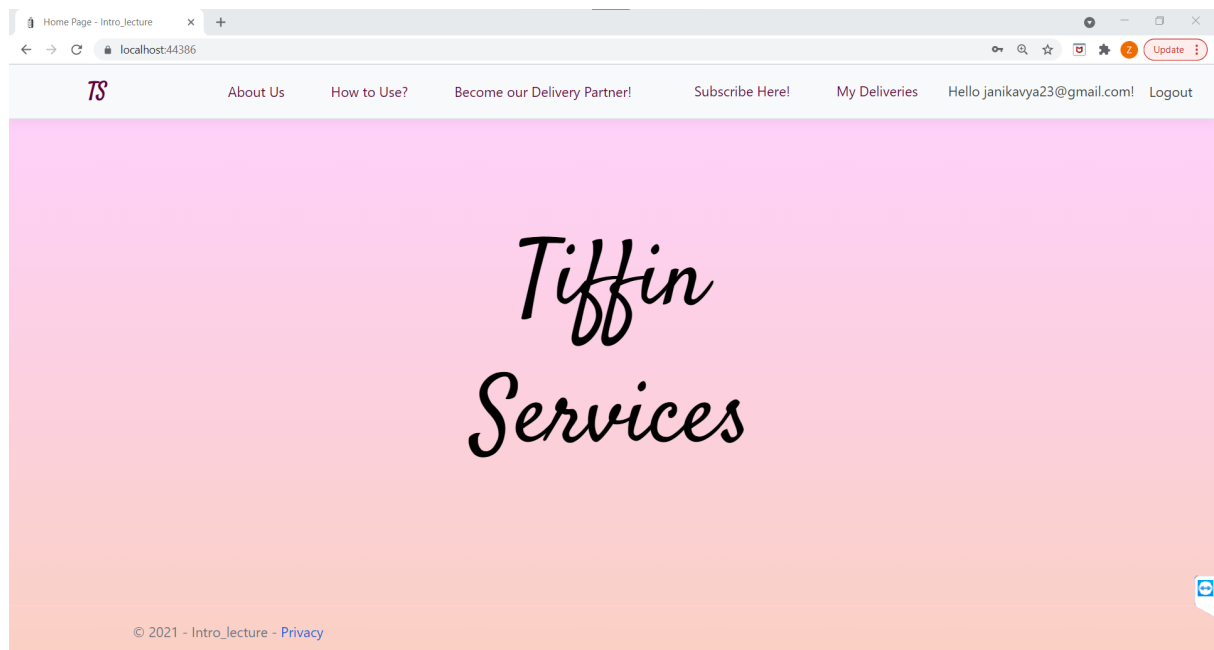 Home Page - Intro_lecture
localhost:44386
Z
Update
TS
About Us
How to Use?
Become our Delivery Partner!
Subscribe Here!
My Deliveries
Hello janikavya23@gmail.com!
Logout
Tiffin
Services
© 2021 - Intro_lecture - Privacy